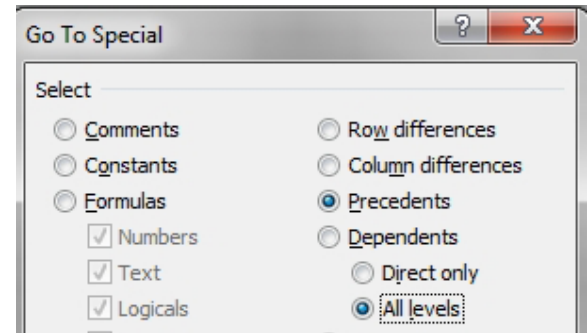 Go To Special
?
Select
Comments
Constants
Formulas
Numbers
Text
Logicals
Row differences
Column differences
Precedents
Dependents
Direct only
All levels